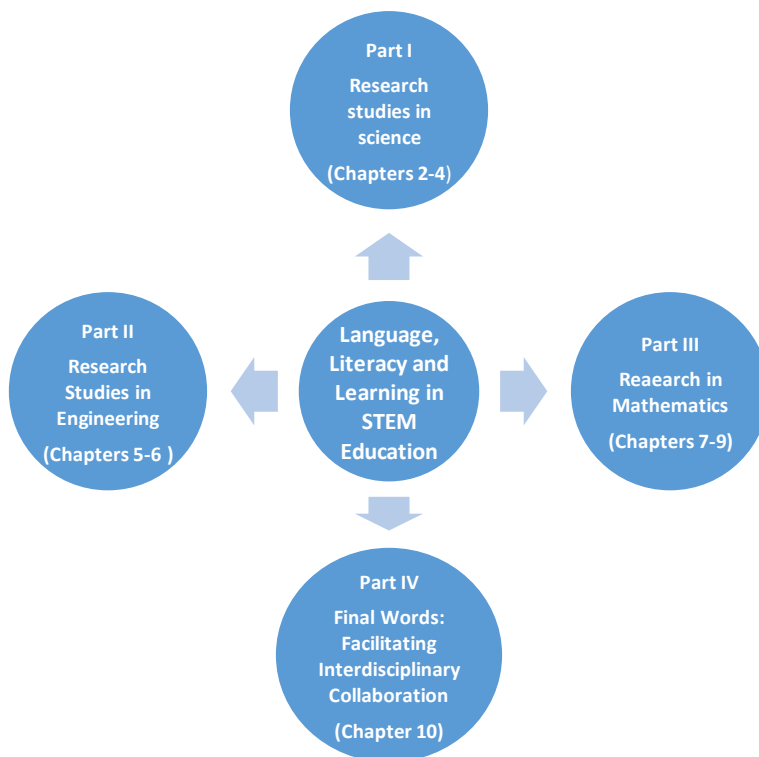 Part I
Research
studies in
science
(Chapters 2-4)
Part II
Research
Studies in
Engineering
(Chapters 5-6 )
Language,
Literacy and
Learning in
STEM
Education
Part III
Reaearch in
Mathematics
(Chapters 7-9)
Part IV
Final Words:
Facilitating
Interdisciplinary
Collaboration
(Chapter 10)